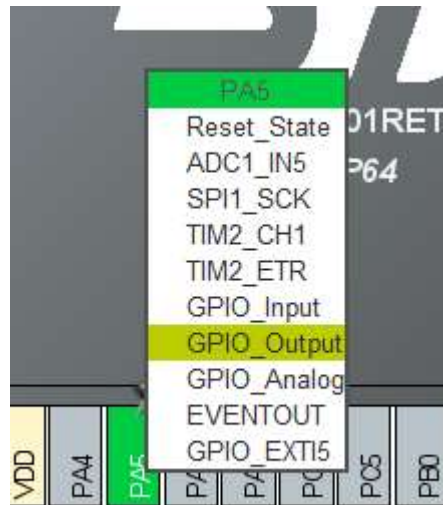 PA5
Reset_State
ADC1_IN5
SPI1_SCK
TIM2_CH1
TIM2_ETR
GPIO_Input
GPIO_Output
GPIO_Analog
EVENTOUT
GPIO_EXTI5
01RET
P64
VDD
PA4
PA5
PC5
PB0